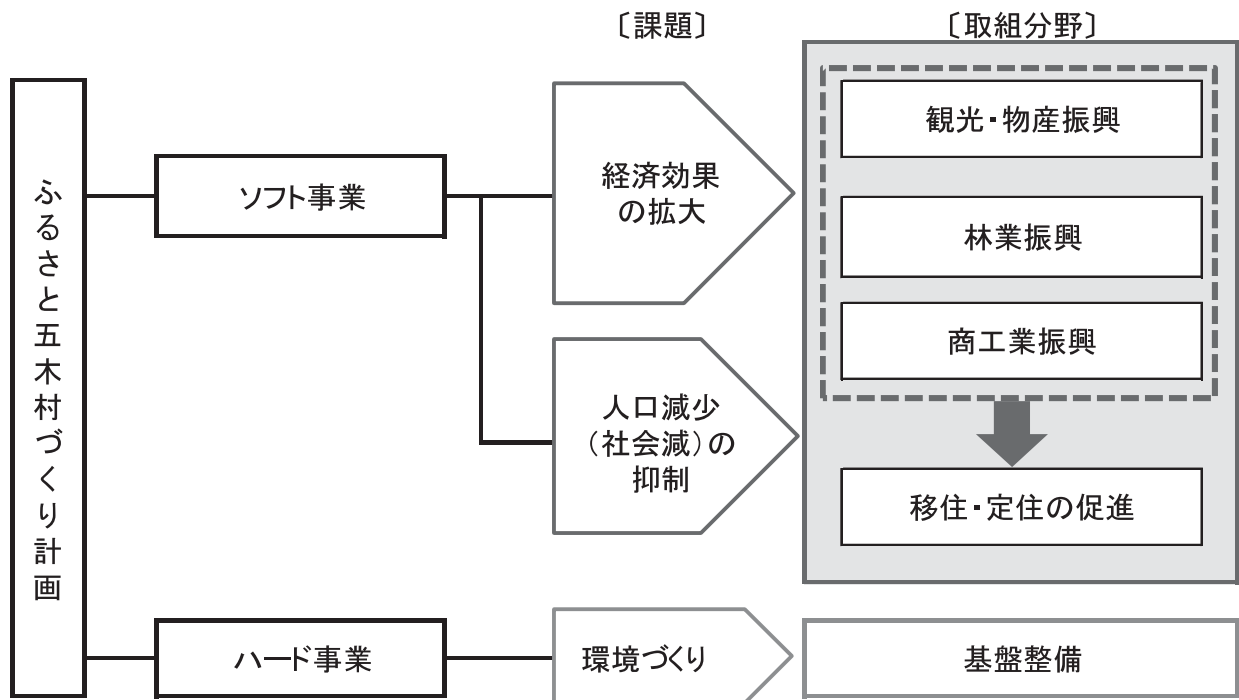 〔課題〕
〔取組分野〕
ふるさと五木村づくり計画
ソフト事業
経済効果
の拡大
人口減少
(社会減)の
抑制
観光・物産振興
林業振興
商工業振興
移住・定住の促進
ハード事業
環境づくり
基盤整備